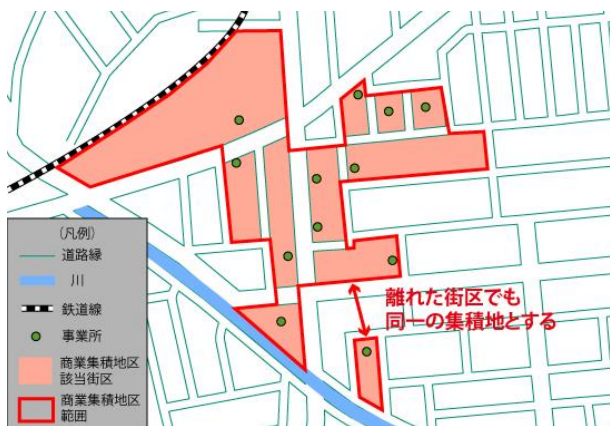 離れた街区でも
同一の集積地とする
(凡例)
道路縁
川
鉄道線
事業所
商業集積地区
該当街区
商業集積地区
範囲